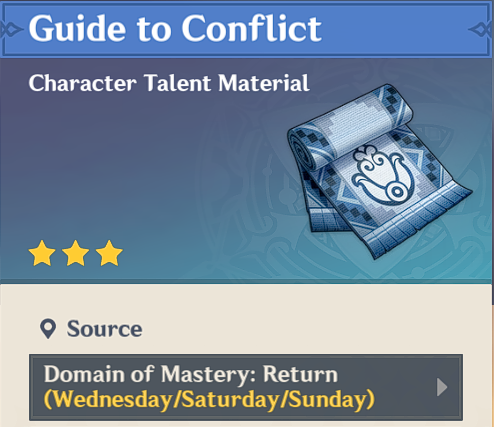 Guide to Conflict
Character Talent Material
Source
Domain of Mastery: Return
(Wednesday/Saturday/Sunday)